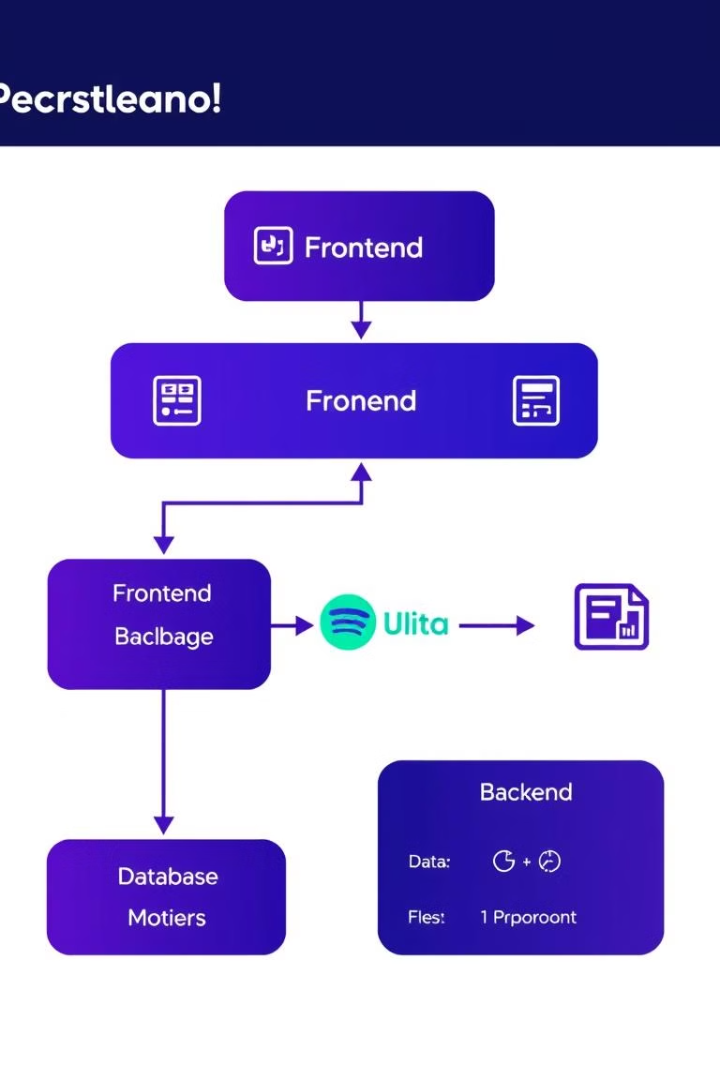 Pecrstleano!
Frontend
Fronend
Frontend
Baclbage
Ulita
Database
Motiers
Backend
Data: +
Fles: 1 Prporoont